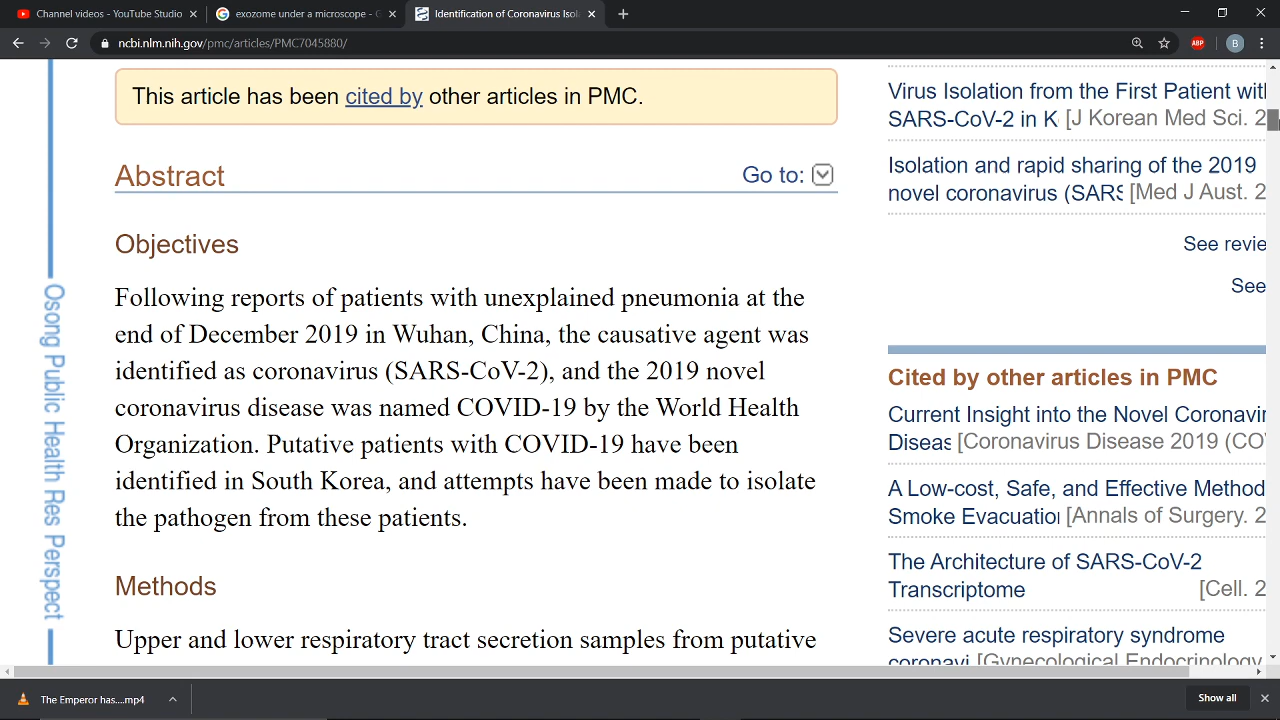 Channel videos - YouTube Studio
exozome under a microscope - G
Identification of Coronavirus Isol
ncbi.nlm.nih.gov/pmc/articles/PMC7045880/
ABP
B
This article has been cited by other articles in PMC.
Abstract
Go to:
Objectives
Following reports of patients with unexplained pneumonia at the
end of December 2019 in Wuhan, China, the causative agent was
identified as coronavirus (SARS-CoV-2), and the 2019 novel
coronavirus disease was named COVID-19 by the World Health
Organization. Putative patients with COVID-19 have been
identified in South Korea, and attempts have been made to isolate
the pathogen from these patients.
Methods
Upper and lower respiratory tract secretion samples from putative
Osong Public Health Res Perspect
Virus Isolation from the First Patient with
SARS-CoV-2 in K [J Korean Med Sci. 2
Isolation and rapid sharing of the 2019
novel coronavirus (SARS [Med J Aust. 2
See revie
See
Cited by other articles in PMC
Current Insight into the Novel Coronavir
Diseas [Coronavirus Disease 2019 (CO
A Low-cost, Safe, and Effective Method
Smoke Evacuatio [Annals of Surgery. 2
The Architecture of SARS-CoV-2
Transcriptome [Cell. 2
Severe acute respiratory syndrome
coronavi [Gynecological Endocrinology
The Emperor has....mp4
Show all